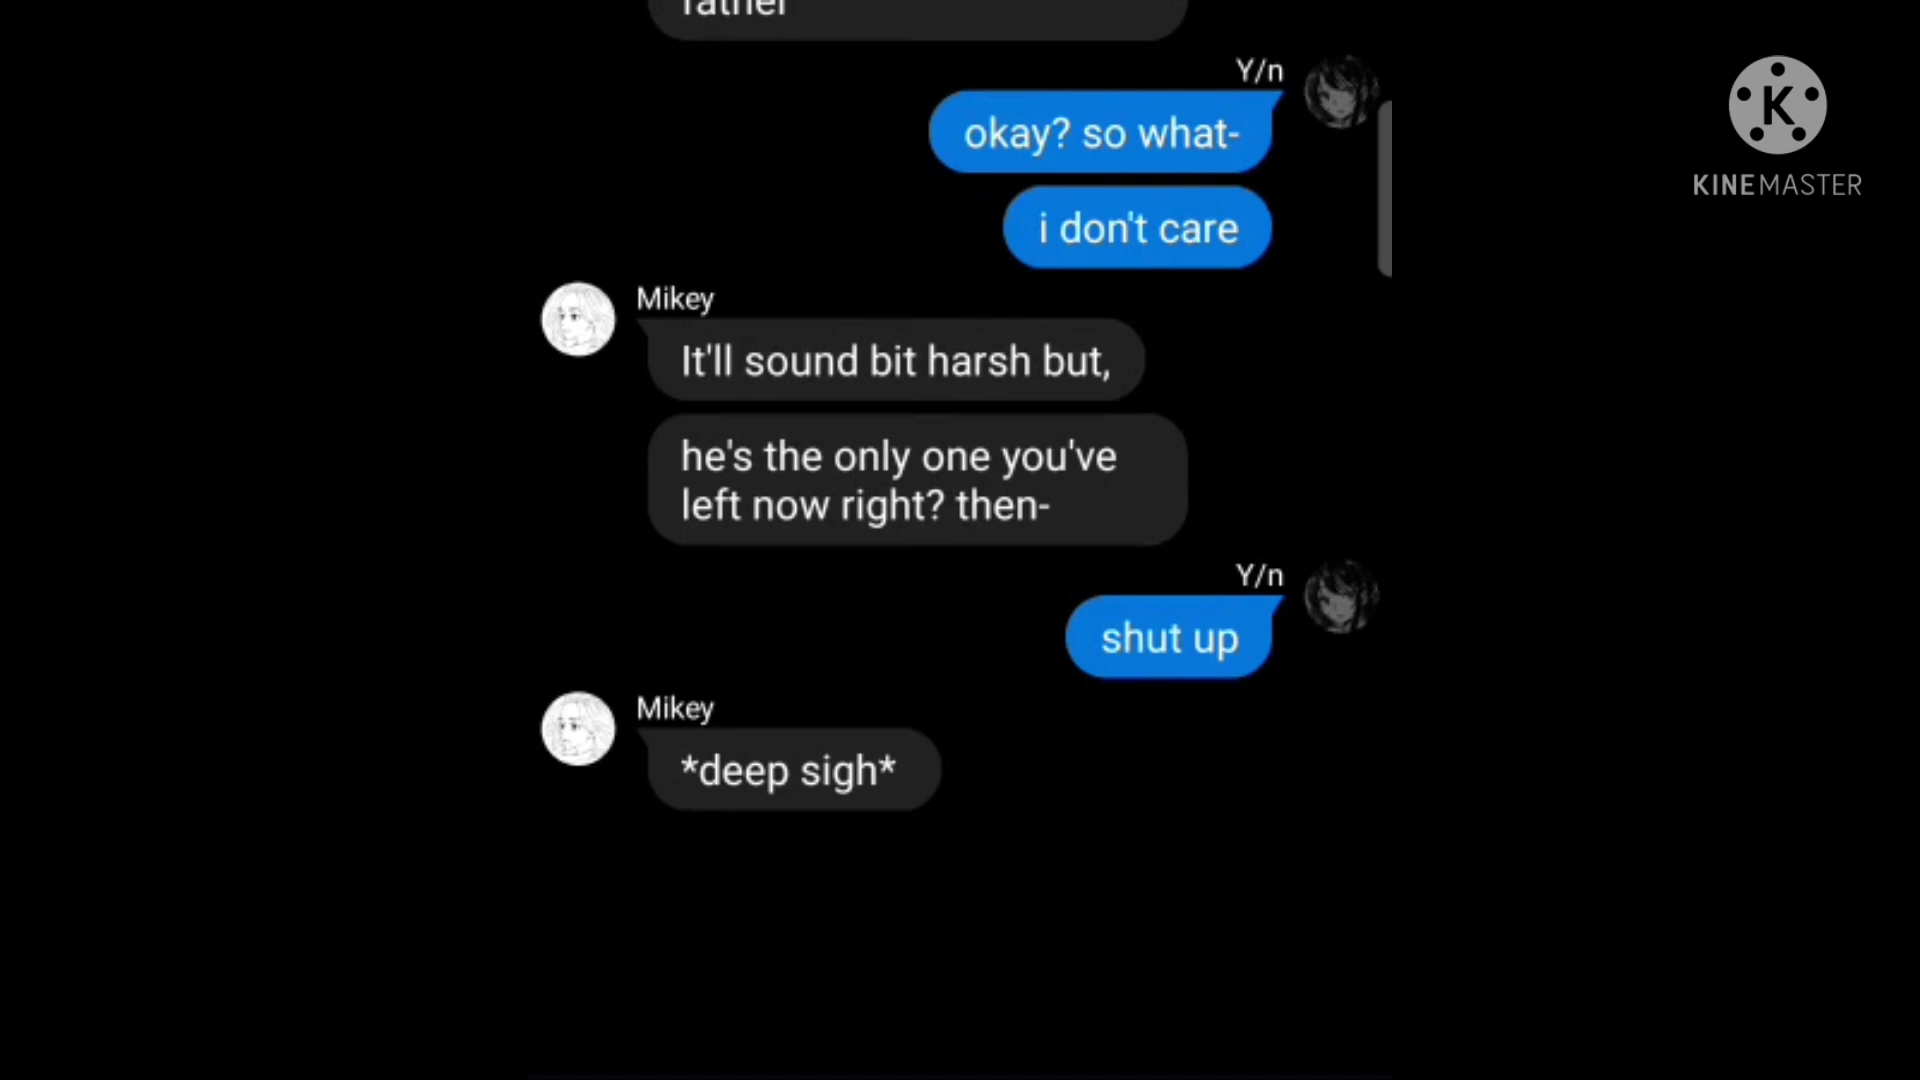 father
Y/n
okay? so what-
i don't care
Mikey
It'll sound bit harsh but,
he's the only one you've
left now right? then-
Y/n
shut up
Mikey
*deep sigh*
K
KINEMASTER